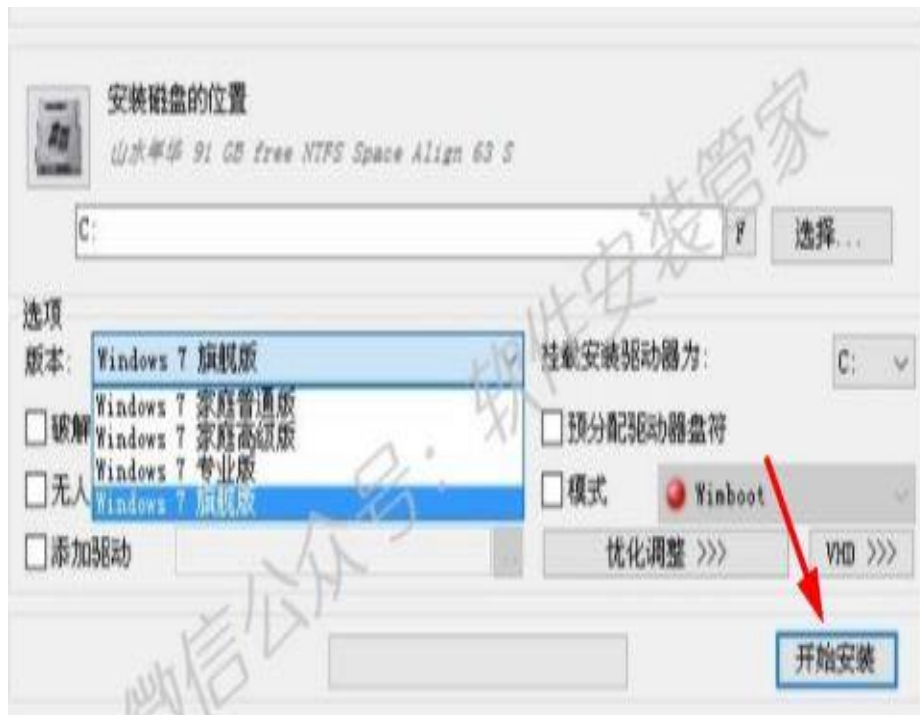 安装磁盘的位置
山水年华 91 GB free NTFS Space Align 63 S
C:
F
选择...
选项
版本:
Windows 7 旗舰版
挂载安装驱动器为:
C:
Windows 7 家庭普通版
Windows 7 家庭高级版
Windows 7 专业版
Windows 7 旗舰版
破解
预分配驱动器盘符
无人
模式
Wimboot
添加驱动
优化调整 >>>
VHD >>>
开始安装
微信公众号:软件安装管家